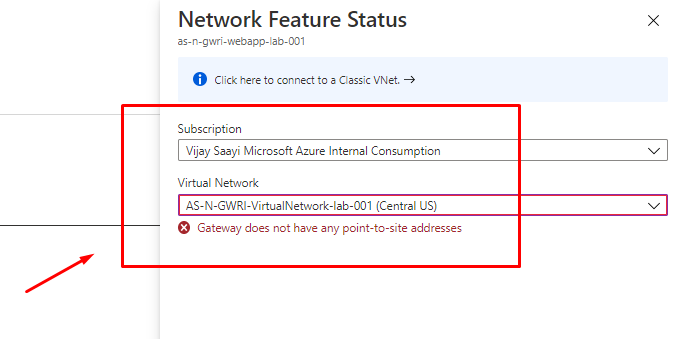 Network Feature Status
as-n-gwri-webapp-lab-001
Click here to connect to a Classic VNet. →
Subscription
Vijay Saayi Microsoft Azure Internal Consumption
Virtual Network
AS-N-GWRI-VirtualNetwork-lab-001 (Central US)
Gateway does not have any point-to-site addresses